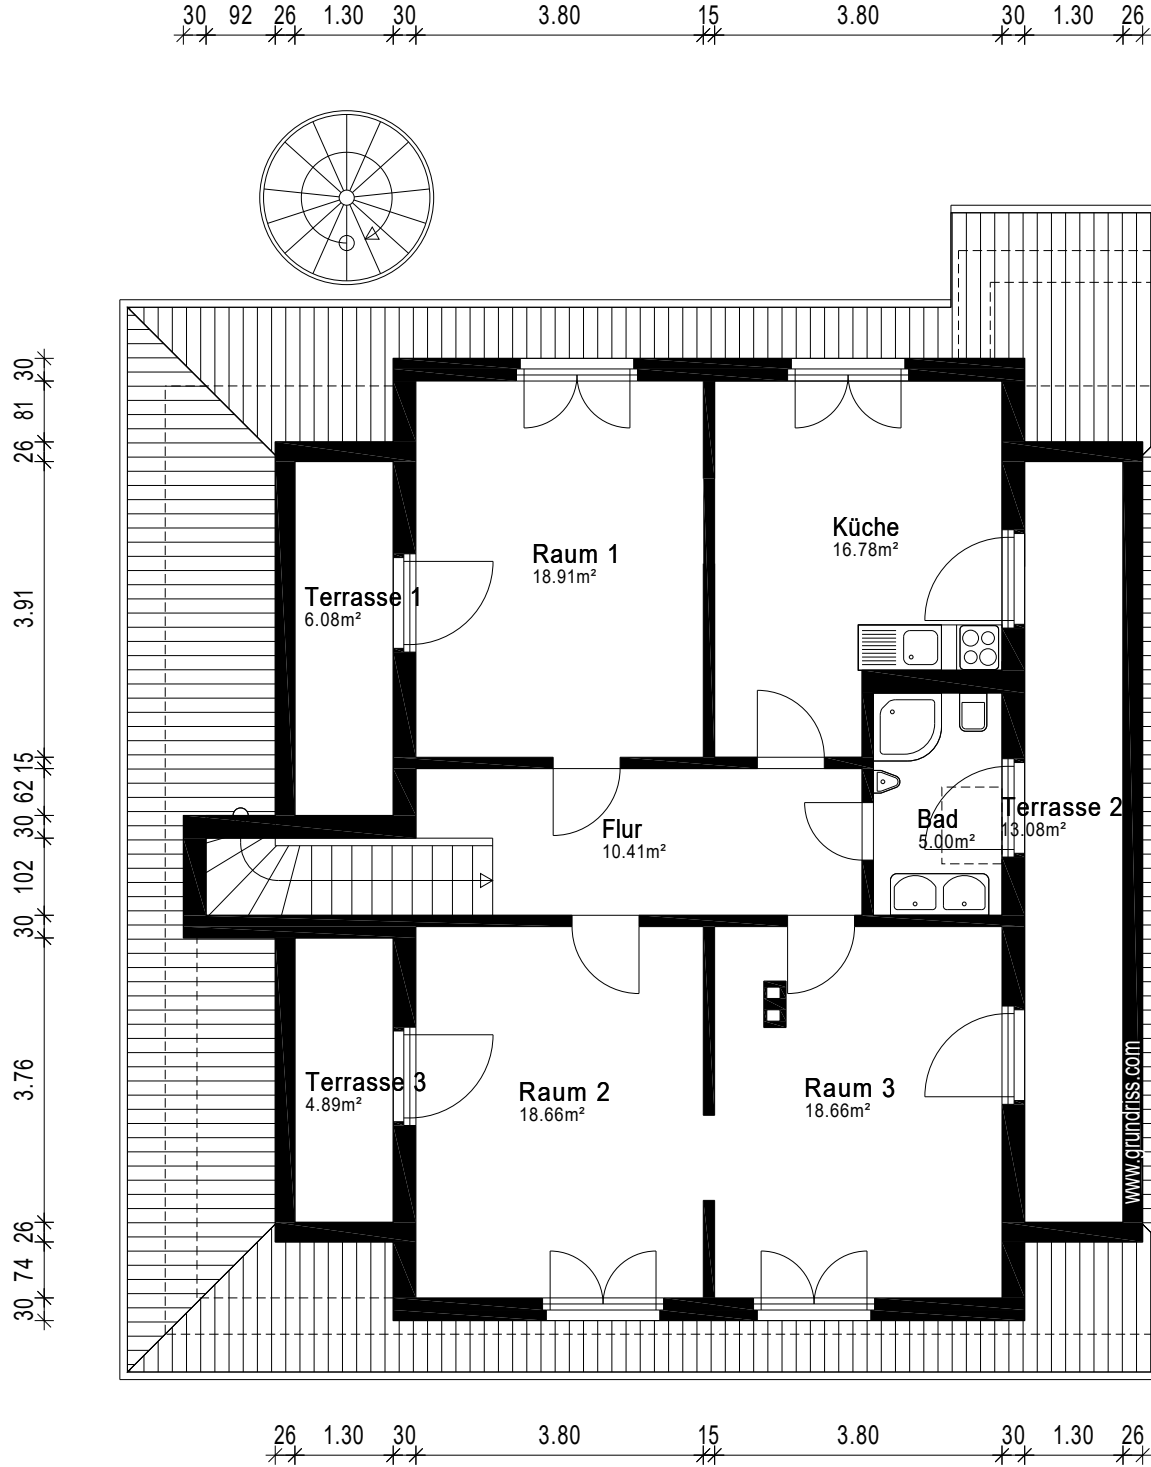 30 92 26 1.30 30 3.80 15 3.80 30 1.30 26
30
81
26
3.91
15
62
30
102
30
3.76
26
74
30
Küche
16.78m²
Raum 1
18.91m²
Terrasse 1
6.08m²
Terrasse 2
13.08m²
Bad
5.00m²
Flur
10.41m²
Terrasse 3
4.89m²
Raum 2
18.66m²
Raum 3
18.66m²
www.grundriss.com
26 1.30 30 3.80 15 3.80 30 1.30 26